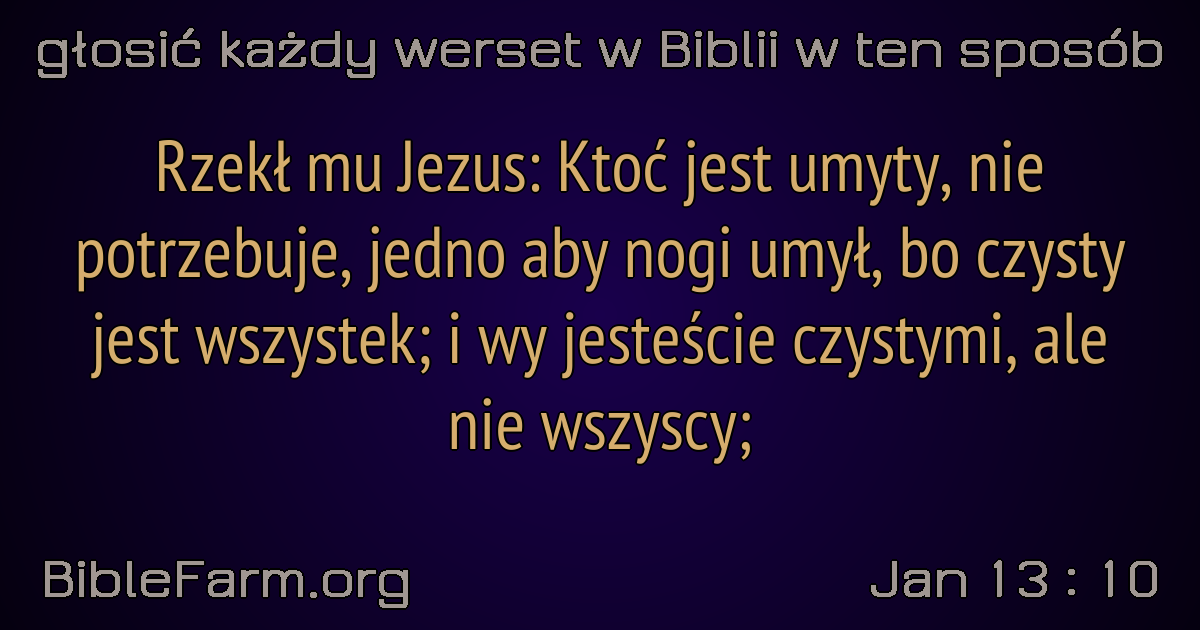 głosić każdy werset w Biblii w ten sposób
Rzekł mu Jezus: Ktoć jest umyty, nie
potrzebuje, jedno aby nogi umył, bo czysty
jest wszystek; i wy jesteście czystymi, ale
nie wszyscy;
BibleFarm.org
Jan 13 : 10